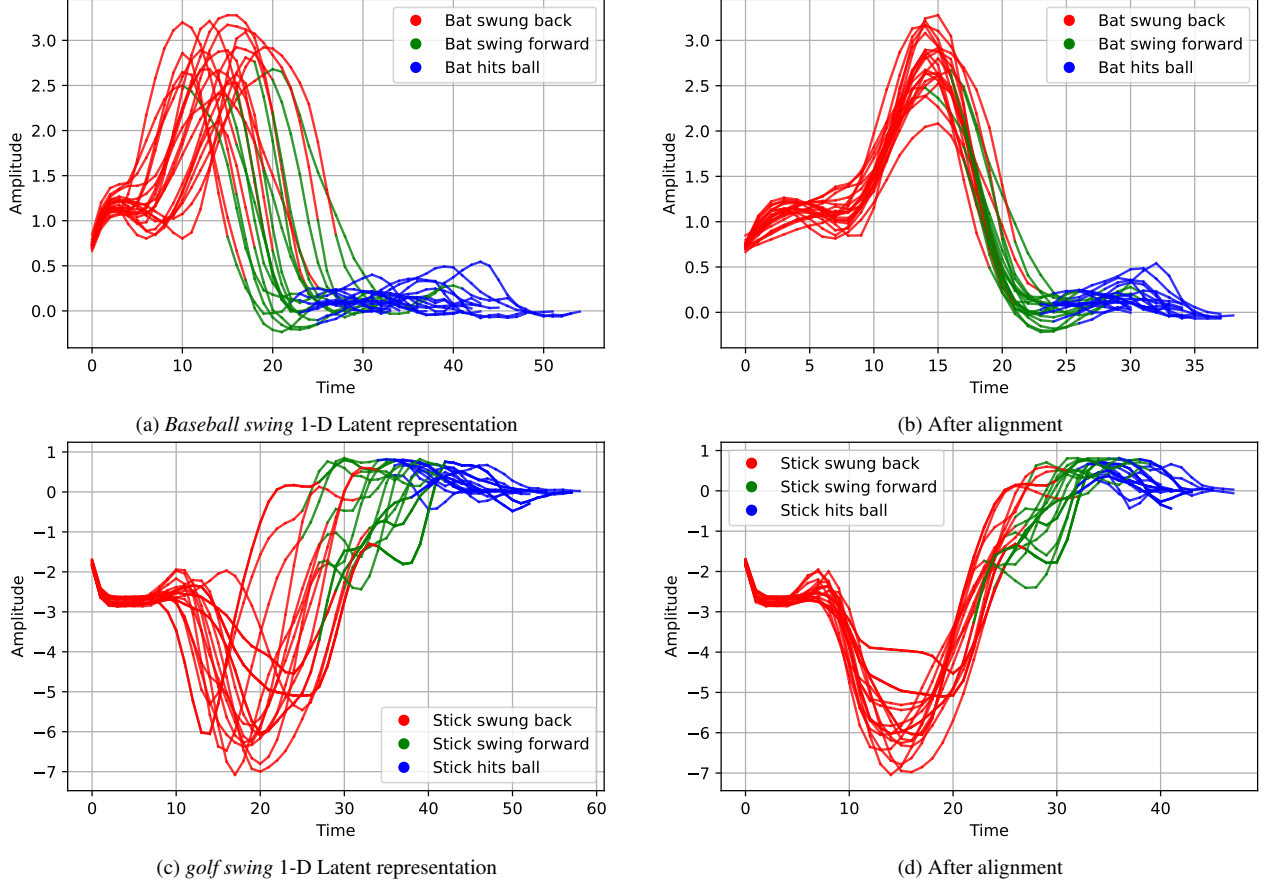 Bat swung back
Bat swing forward
Bat hits ball
3.0
2.5
2.0
1.5
1.0
0.5
0.0
Amplitude
0 10 20 30 40 50
Time
(a) Baseball swing 1-D Latent representation
Bat swung back
Bat swing forward
Bat hits ball
3.0
2.5
2.0
1.5
1.0
0.5
0.0
Amplitude
0 5 10 15 20 25 30 35
Time
(b) After alignment
1
0
−1
−2
−3
−4
−5
−6
−7
Amplitude
Stick swung back
Stick swing forward
Stick hits ball
0 10 20 30 40 50 60
Time
(c) golf swing 1-D Latent representation
Stick swung back
Stick swing forward
Stick hits ball
1
0
−1
−2
−3
−4
−5
−6
−7
Amplitude
0 10 20 30 40
Time
(d) After alignment